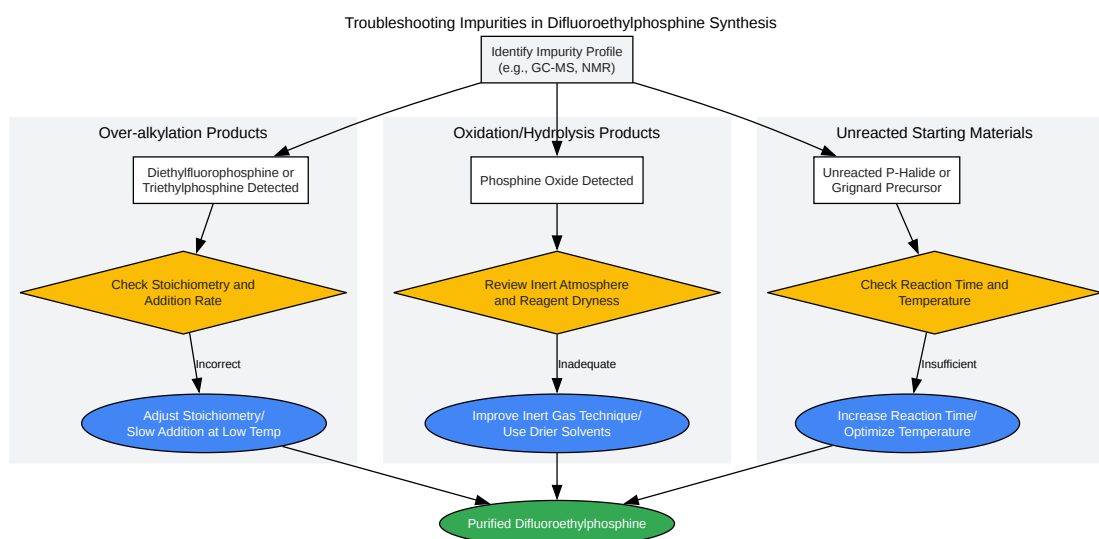 Troubleshooting Impurities in Difluoroethylphosphine Synthesis
Identify Impurity Profile
(e.g., GC-MS, NMR)
Over-alkylation Products
Diethylfluorophosphine or
Triethylphosphine Detected
Check Stoichiometry and
Addition Rate
Incorrect
Adjust Stoichiometry/
Slow Addition at Low Temp
Oxidation/Hydrolysis Products
Phosphine Oxide Detected
Review Inert Atmosphere
and Reagent Dryness
Inadequate
Improve Inert Gas Technique/
Use Drier Solvents
Unreacted Starting Materials
Unreacted P-Halide or
Grignard Precursor
Check Reaction Time and
Temperature
Insufficient
Increase Reaction Time/
Optimize Temperature
Purified Difluoroethylphosphine